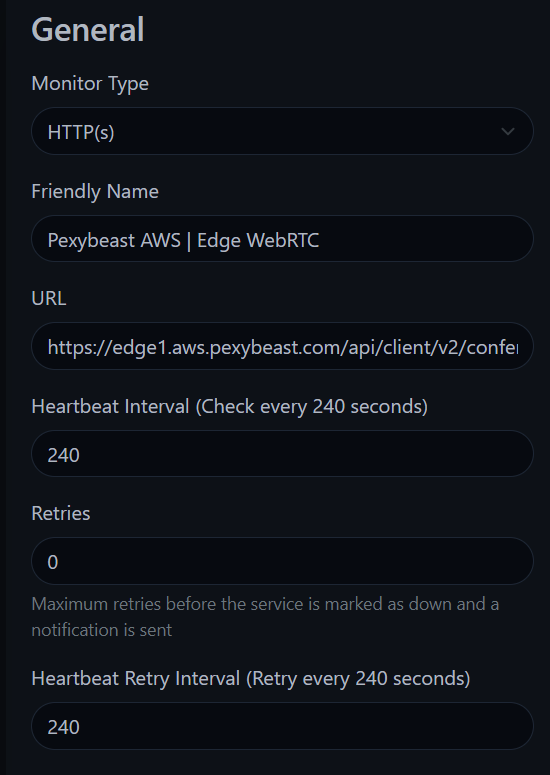 General
Monitor Type
HTTP(s)
Friendly Name
Pexybeast AWS | Edge WebRTC
URL
https://edge1.aws.pexybeast.com/api/client/v2/confe
Heartbeat Interval (Check every 240 seconds)
240
Retries
0
Maximum retries before the service is marked as down and a
notification is sent
Heartbeat Retry Interval (Retry every 240 seconds)
240